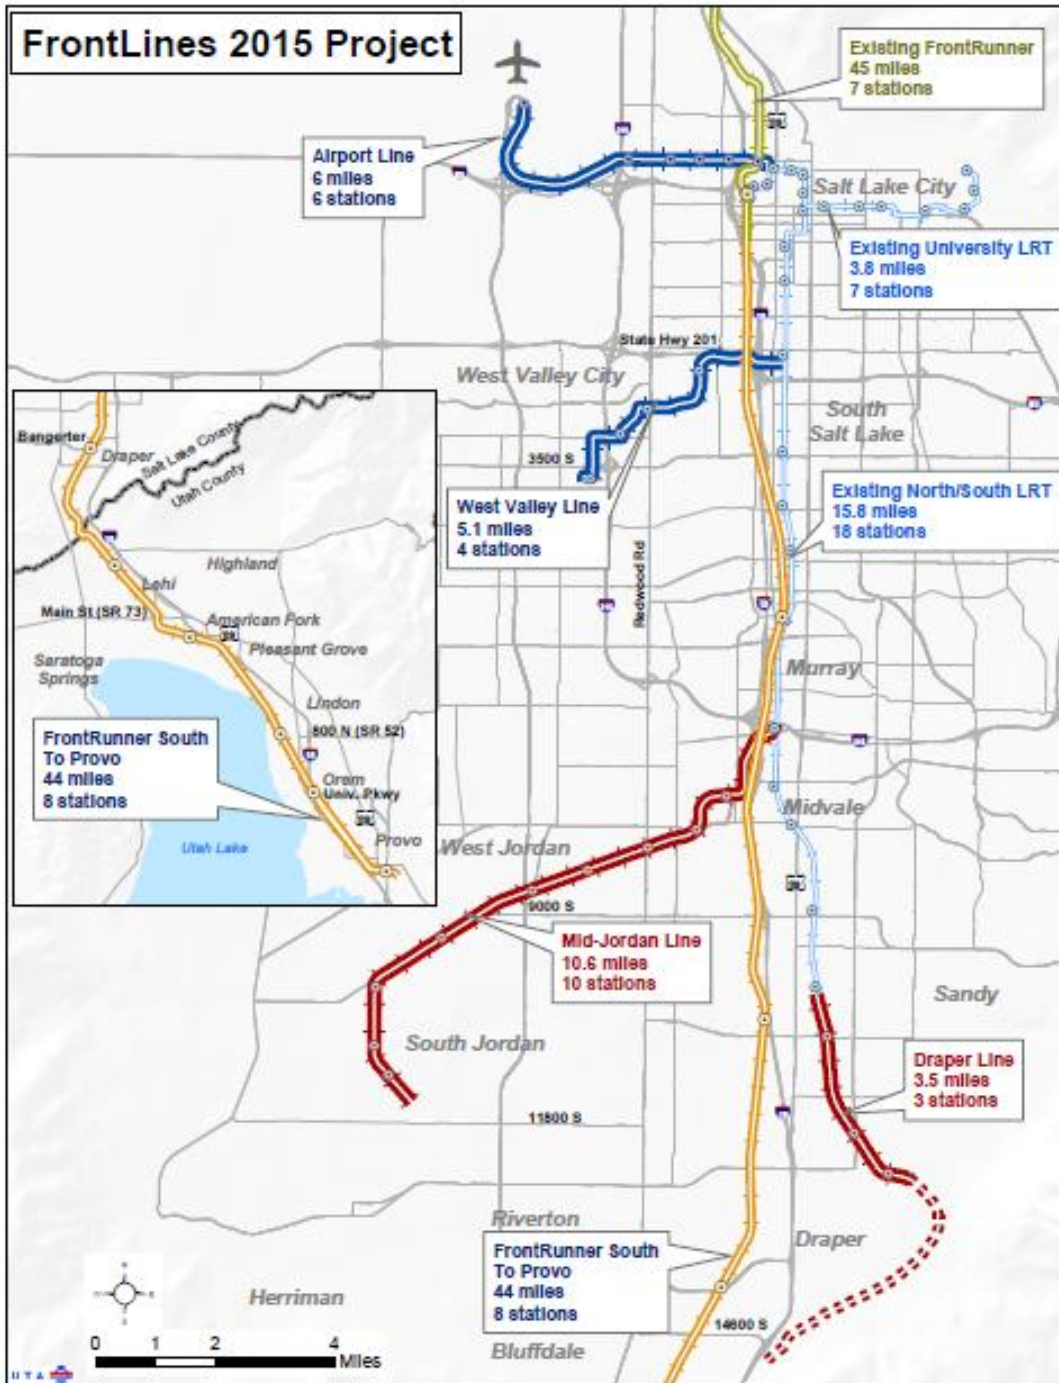 FrontLines 2015 Project
Existing FrontRunner
45 miles
7 stations
Airport Line
6 miles
6 stations
Salt Lake City
Existing University LRT
3.8 miles
7 stations
State Hwy 201
West Valley City
South
Salt Lake
3500 S
West Valley Line
5.1 miles
4 stations
Redwood Rd
Existing North/South LRT
15.8 miles
18 stations
Murray
Bangerter
Draper
Salt Lake County
Utah County
Highland
Lehi
Main St (SR 73)
American Fork
Pleasant Grove
Saratoga
Springs
Lindon
800 N (SR 52)
FrontRunner South
To Provo
44 miles
8 stations
Orem
Univ. Pkwy
Provo
Utah Lake
Midvale
West Jordan
9000 S
Mid-Jordan Line
10.6 miles
10 stations
Sandy
South Jordan
Draper Line
3.5 miles
3 stations
11800 S
Riverton
Draper
FrontRunner South
To Provo
44 miles
8 stations
Herriman
14600 S
Bluffdale
0 1 2 4
Miles
U T A